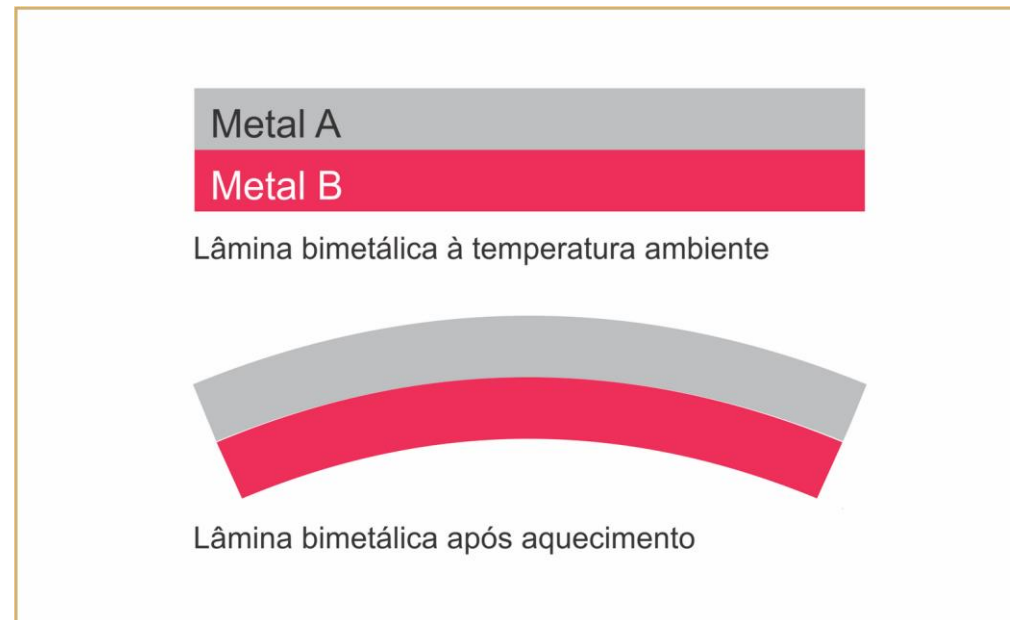 Metal A
Metal B
Lâmina bimetálica à temperatura ambiente
Lâmina bimetálica após aquecimento